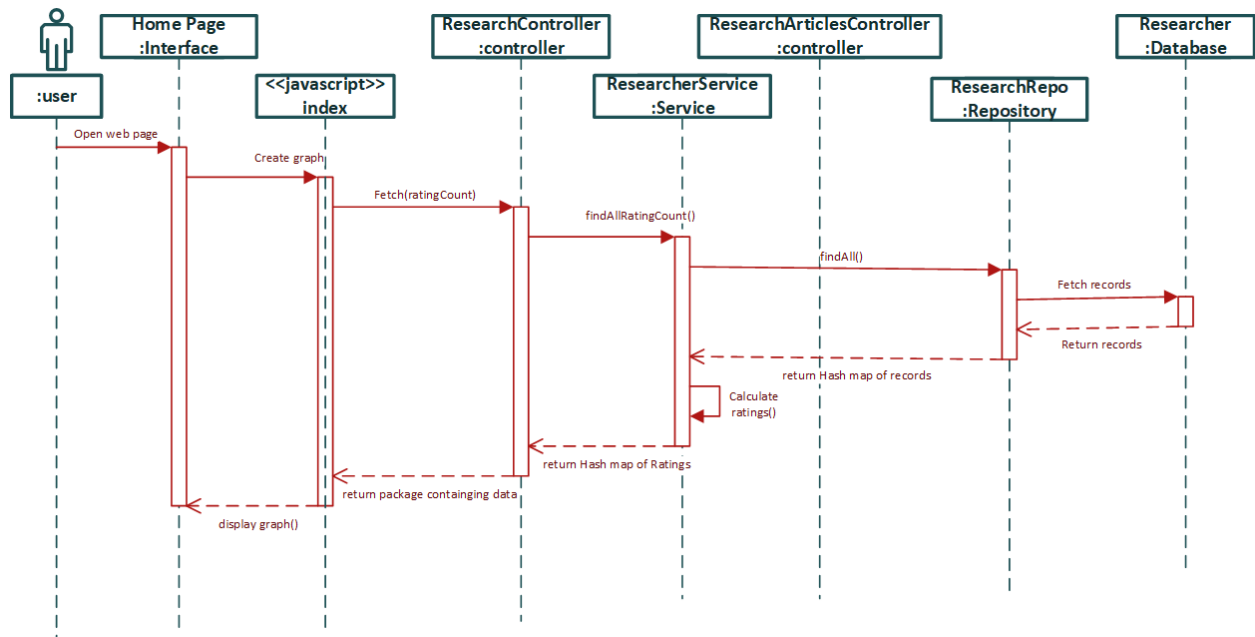 Home Page
:Interface
ResearchController
:controller
ResearchArticlesController
:controller
Researcher
:Database
:user
<<javascript>>
index
ResearcherService
:Service
ResearchRepo
:Repository
Open web page
Create graph
Fetch(ratingCount)
findAllRatingCount()
findAll()
Fetch records
Return records
return Hash map of records
Calculate
ratings()
return Hash map of Ratings
return package containging data
display graph()